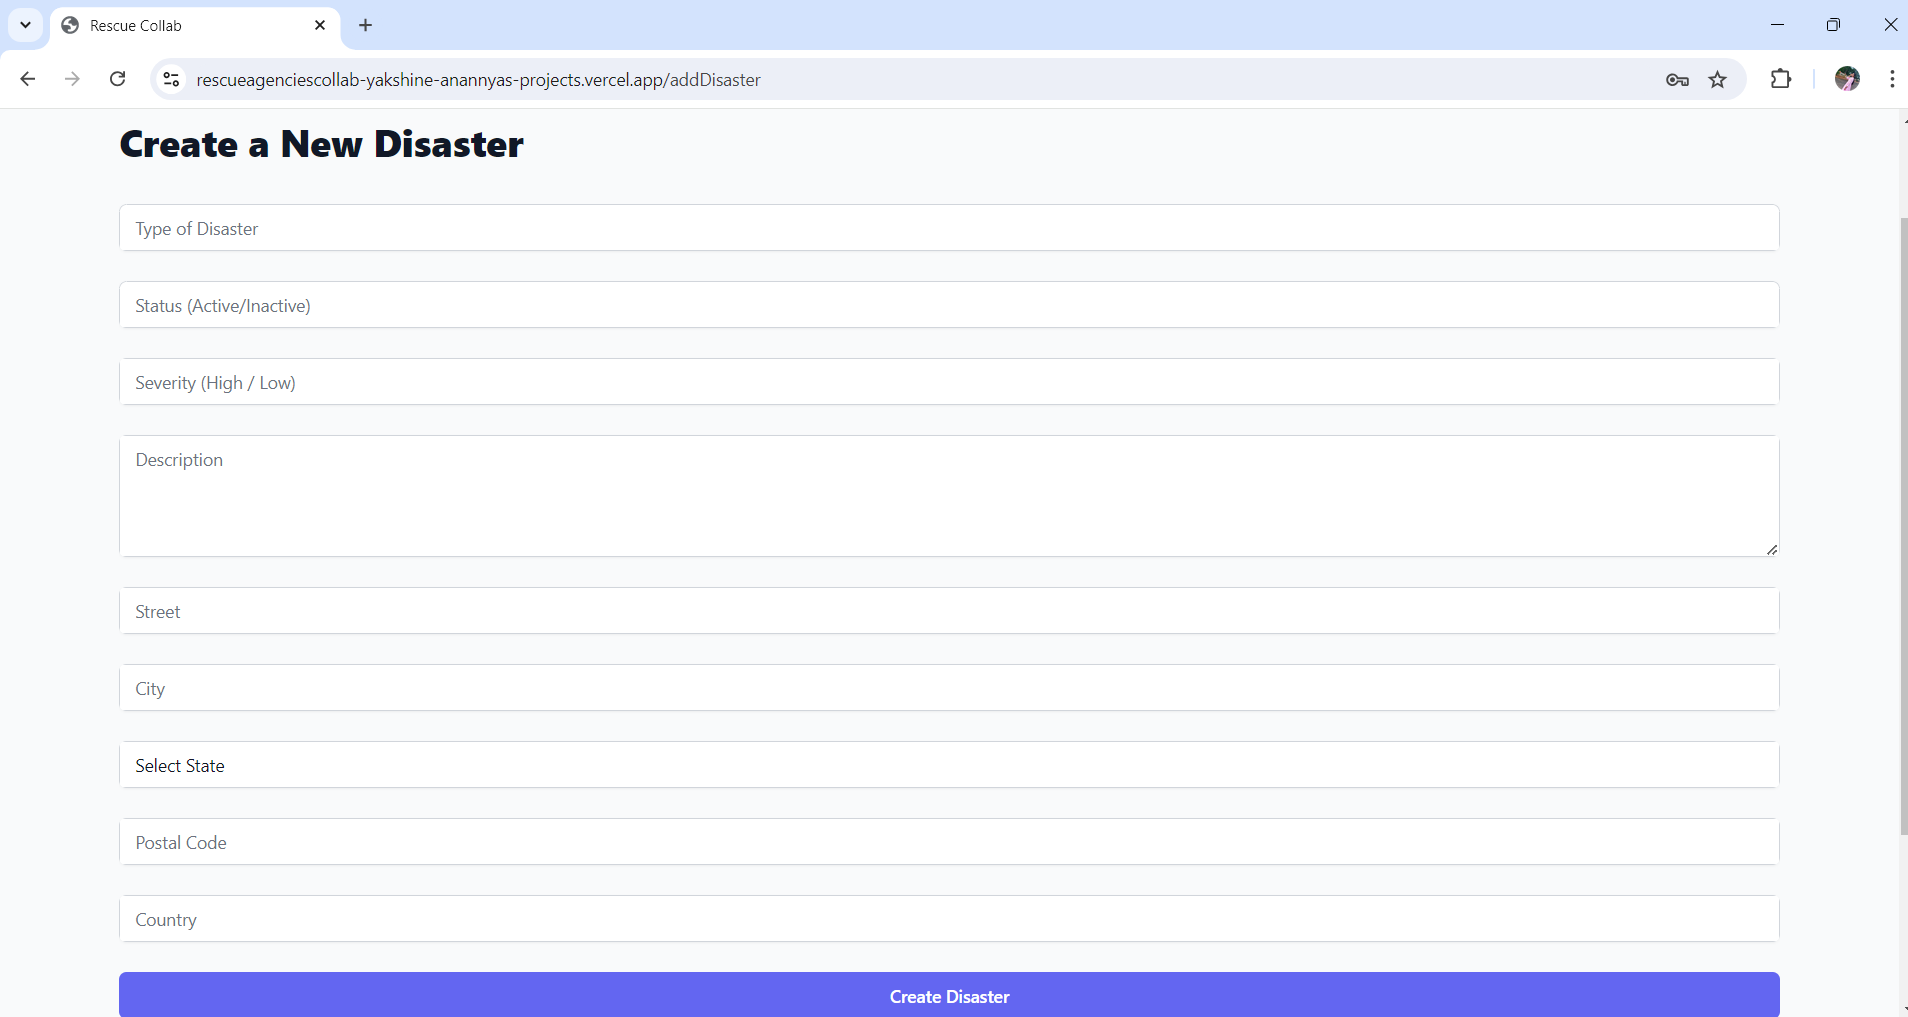 Rescue Collab
rescueagenciescollab-yakshine-anannyas-projects.vercel.app/addDisaster
Create a New Disaster
Type of Disaster
Status (Active/Inactive)
Severity (High / Low)
Description
Street
City
Select State
Postal Code
Country
Create Disaster